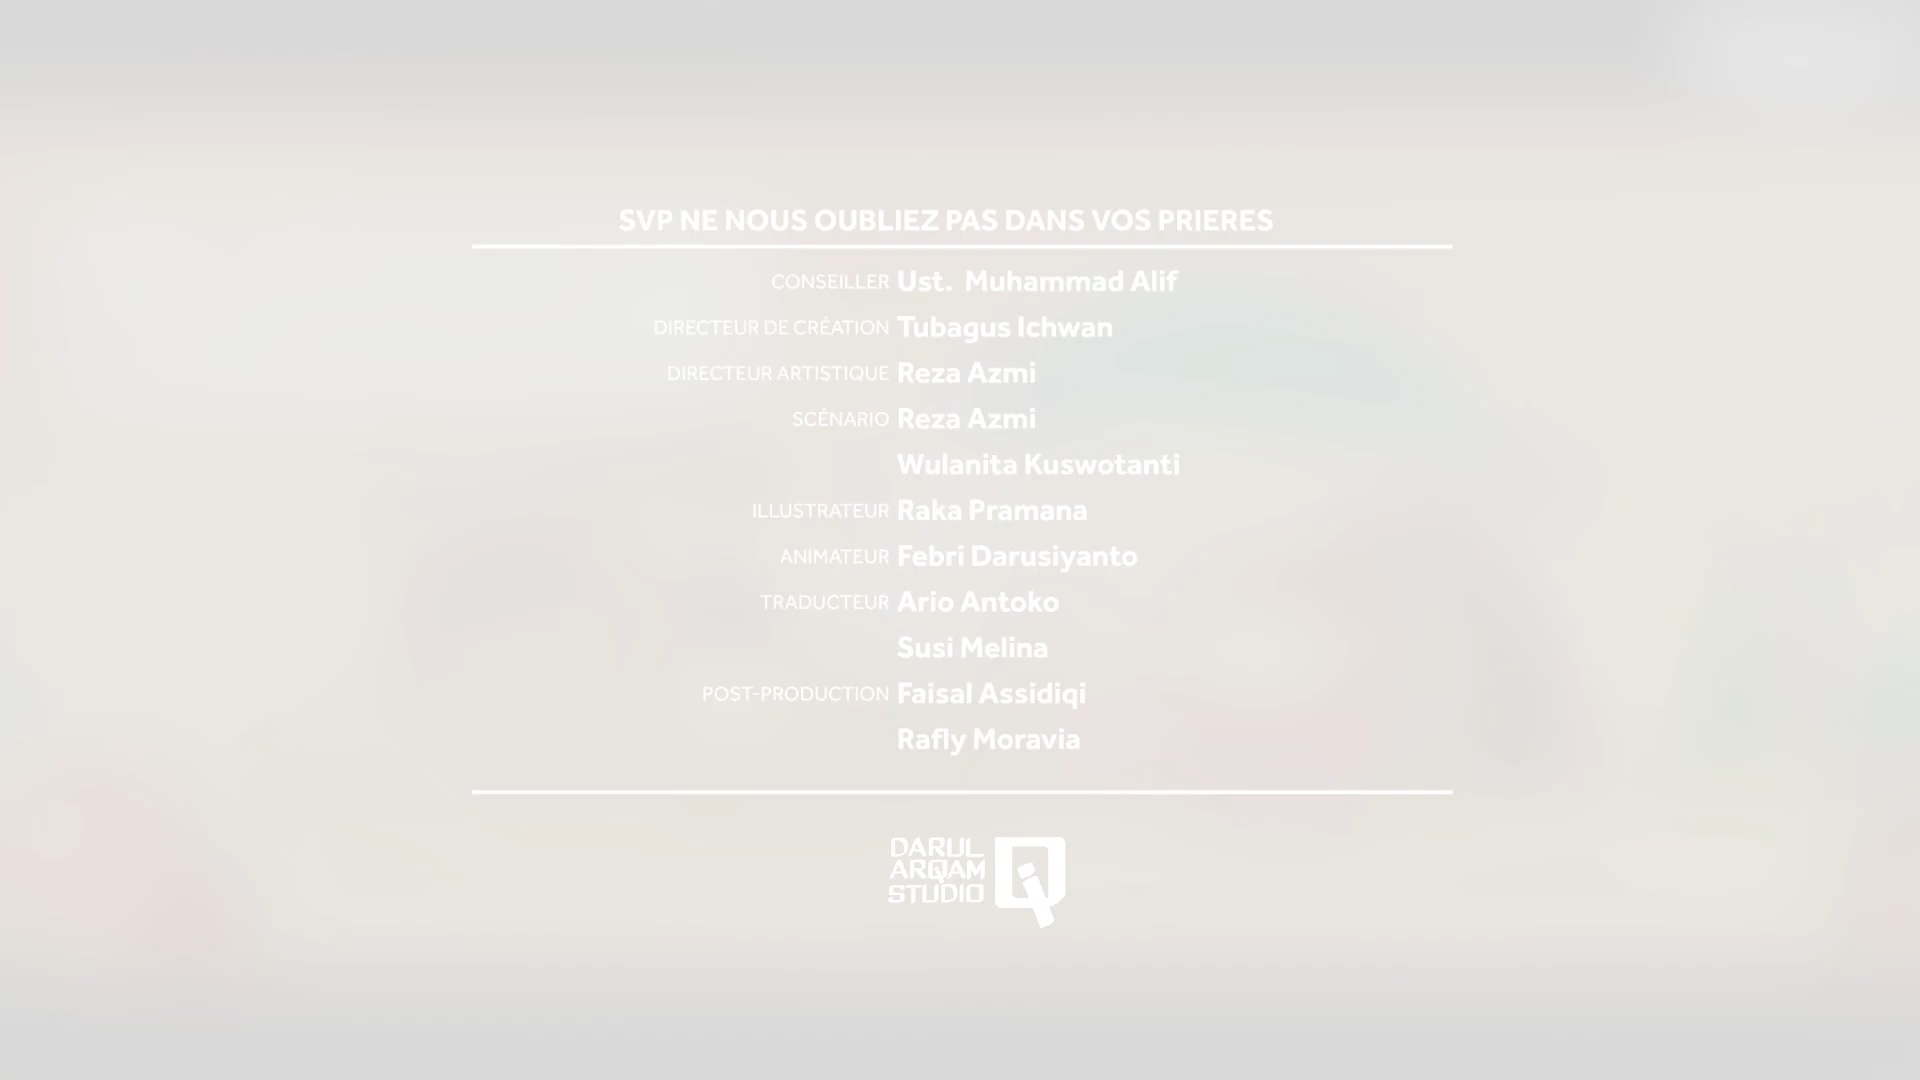 SVP NE NOUS OUBLIEZ PAS DANS VOS PRIERES
CONSEILLER Ust. Muhammad Alif
DIRECTEUR DE CRÉATION Tubagus Ichwan
DIRECTEUR ARTISTIQUE Reza Azmi
SCÉNARIO Reza Azmi
Wulanita Kuswotanti
ILLUSTRATEUR Raka Pramana
ANIMATEUR Febri Darusiyanto
TRADUCTEUR Ario Antoko
Susi Melina
POST-PRODUCTION Faisal Assidiqi
Rafly Moravia
DARUL
ARQAM
STUDIO